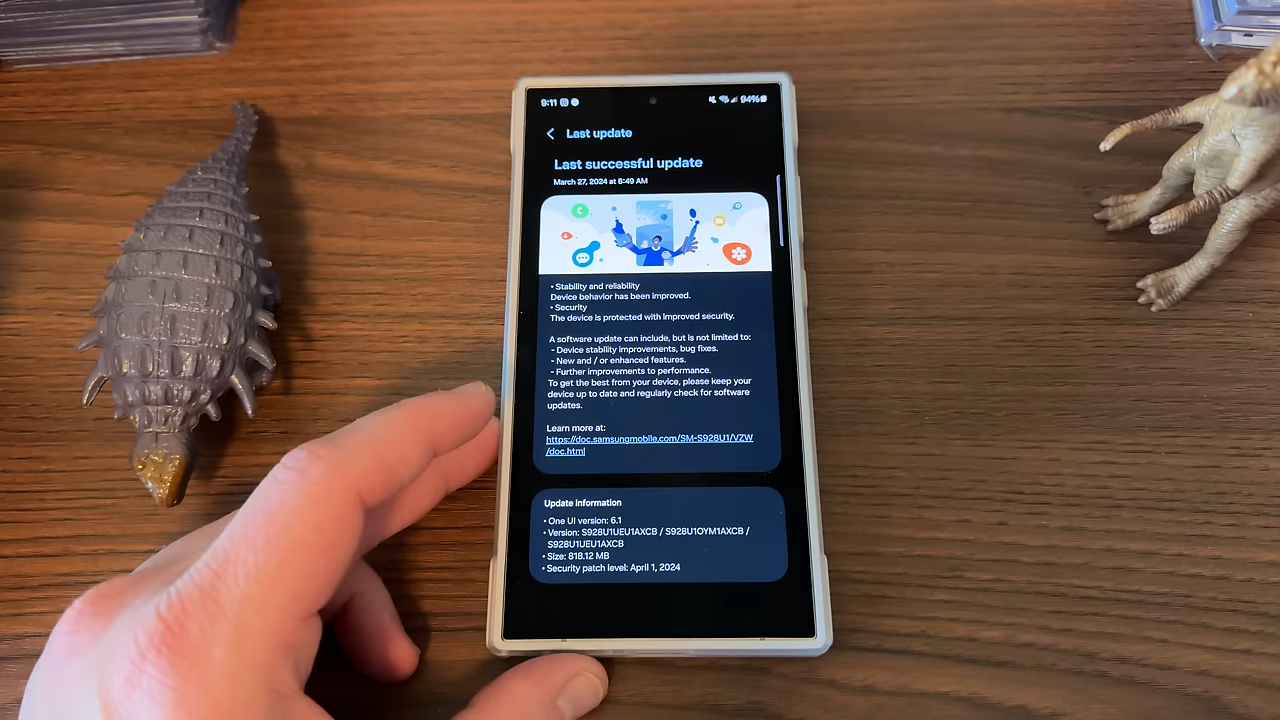 9:11 94%
Last update
Last successful update
March 27, 2024 at 8:49 AM
• Stability and reliability
Device behavior has been improved.
• Security
The device is protected with improved security.
A software update can include, but is not limited to:
- Device stability improvements, bug fixes.
- New and / or enhanced features.
- Further improvements to performance.
To get the best from your device, please keep your
device up to date and regularly check for software
updates.
Learn more at:
https://doc.samsungmobile.com/SM-S928U1/VZW
/doc.html
Update information
• One UI version: 6.1
• Version: S928U1UEU1AXCB / S928U1OYM1AXCB /
S928U1UEU1AXCB
• Size: 818.12 MB
• Security patch level: April 1, 2024